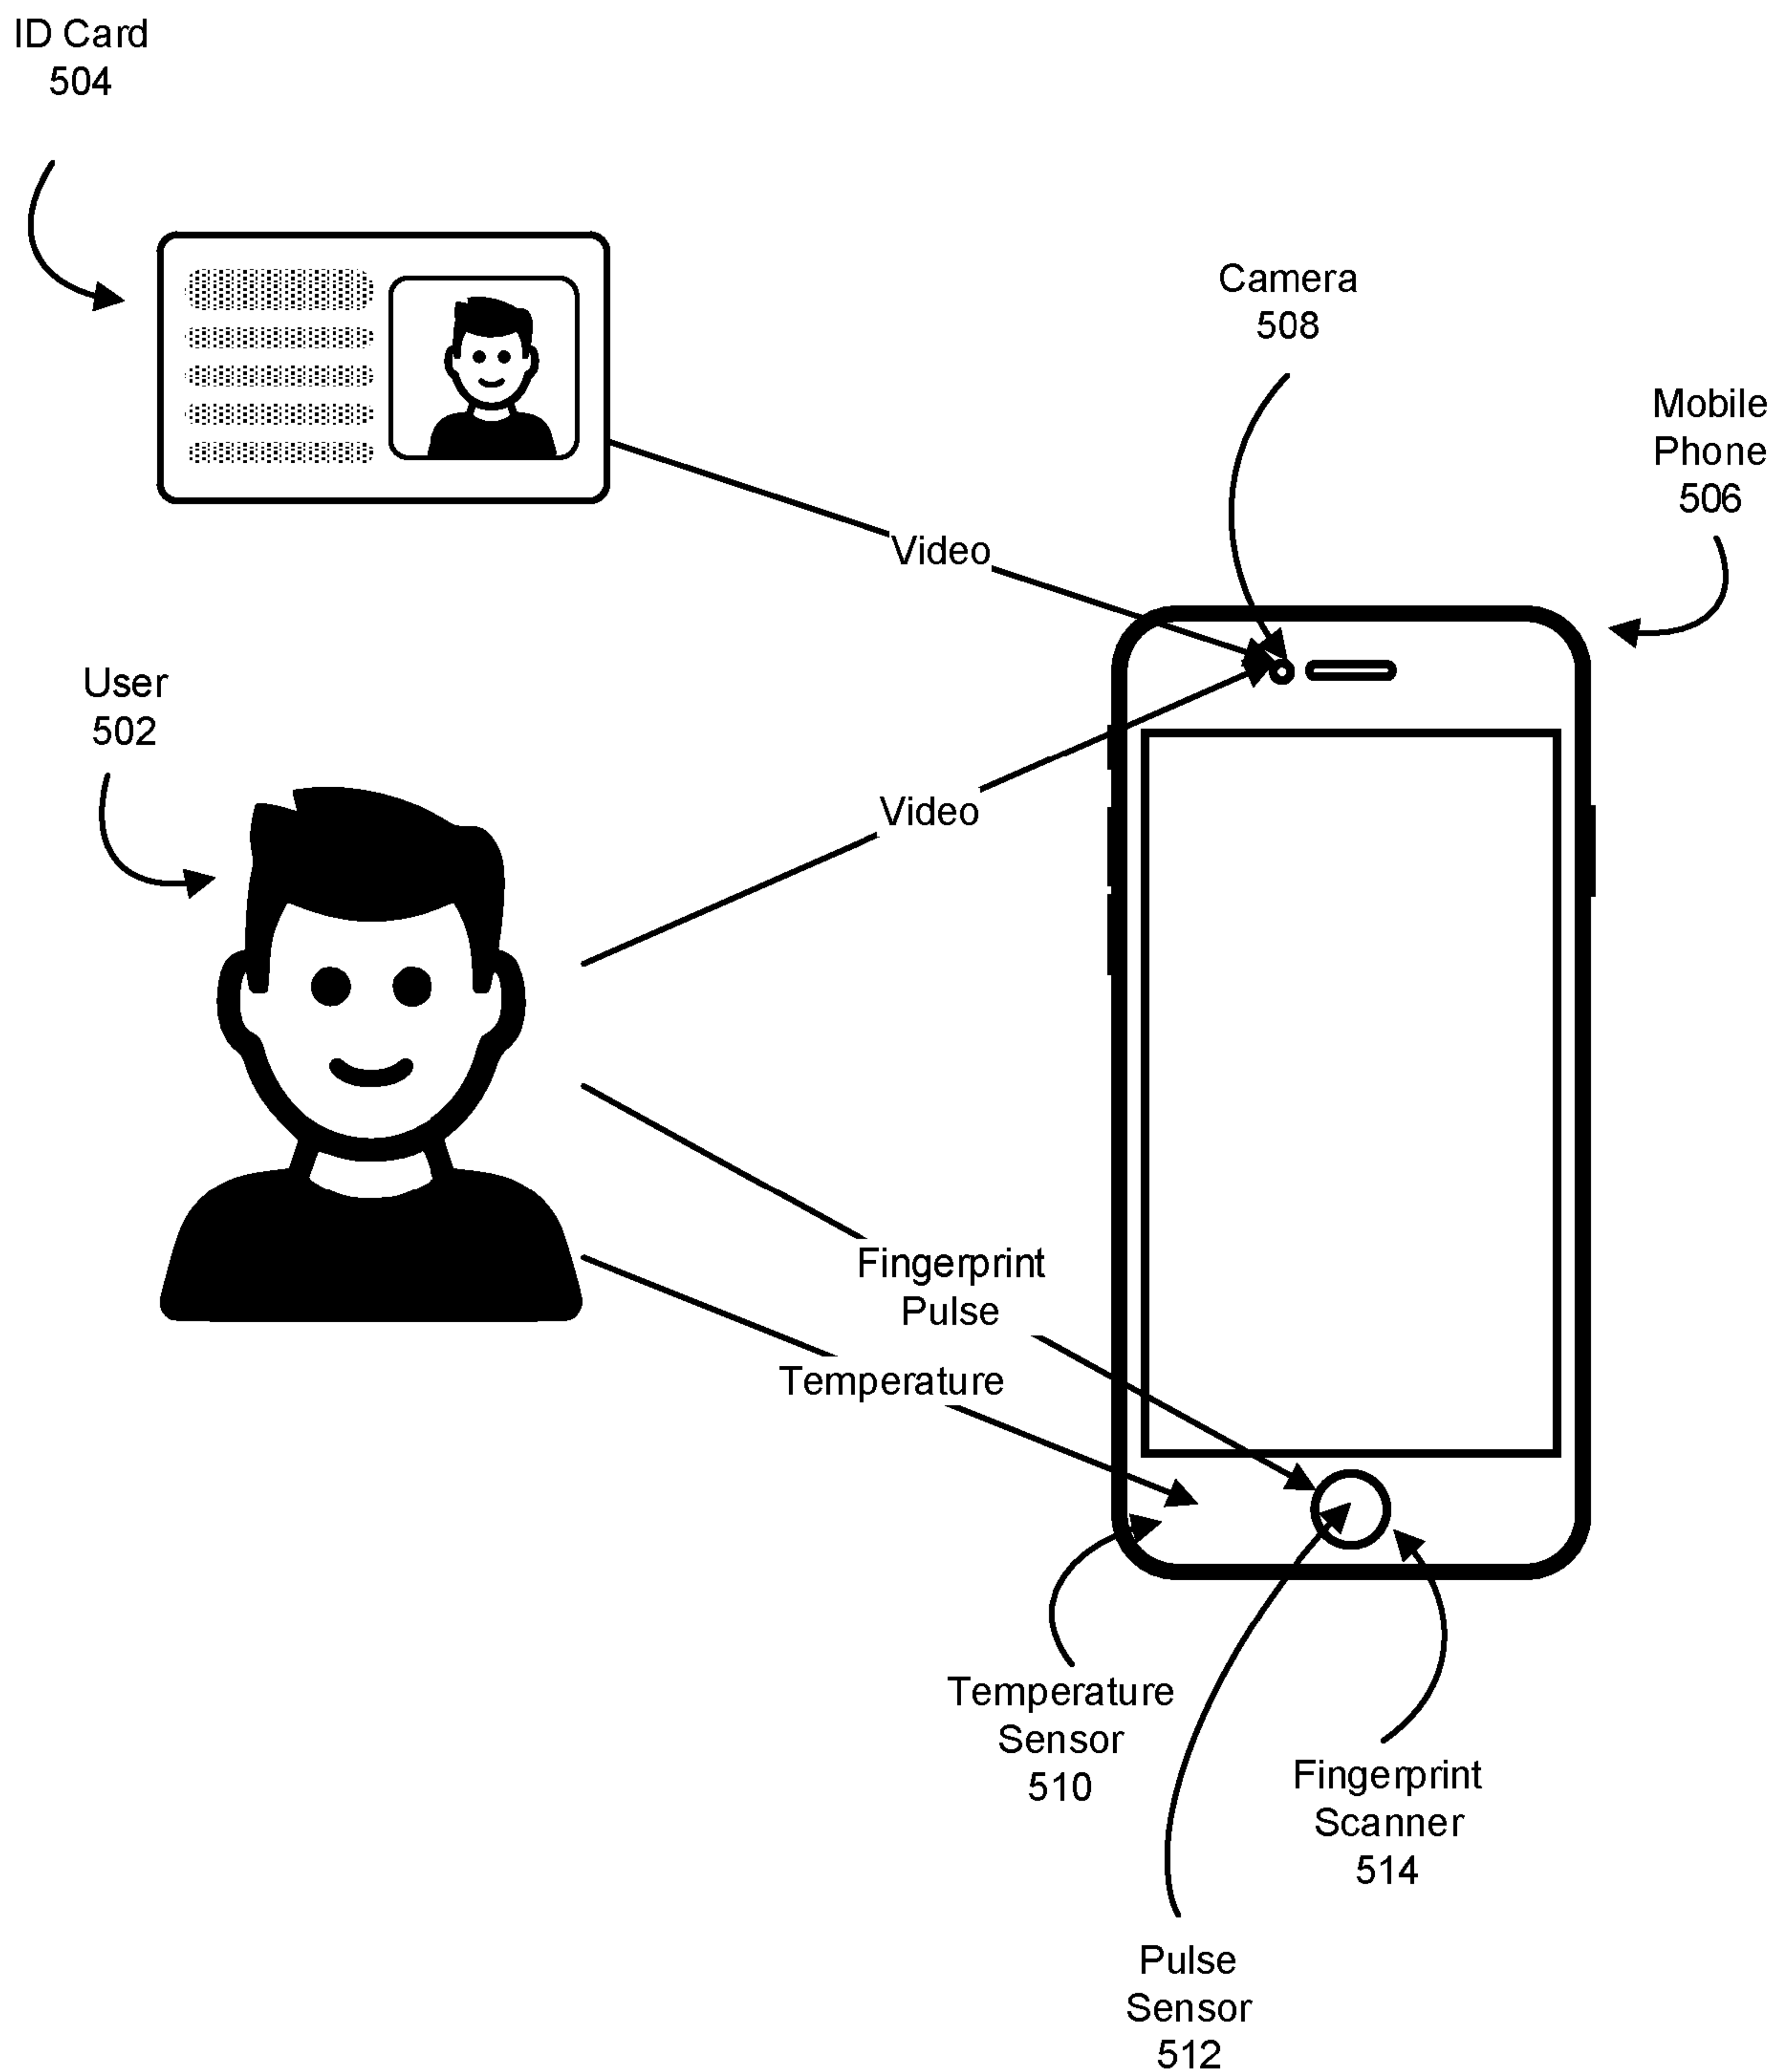 ID Card
504
Camera
508
Mobile
Phone
506
Video
User
502
Video
Fingerprint
Pulse
Temperature
Temperature
Sensor
510
Fingerprint
Scanner
514
Pulse
Sensor
512